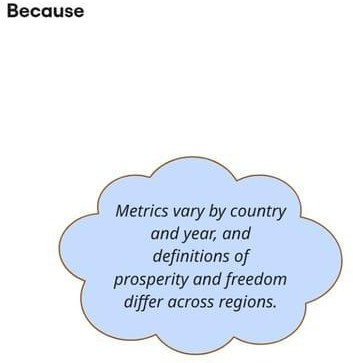 Because
Metrics vary by country
and year, and
definitions of
prosperity and freedom
differ across regions.